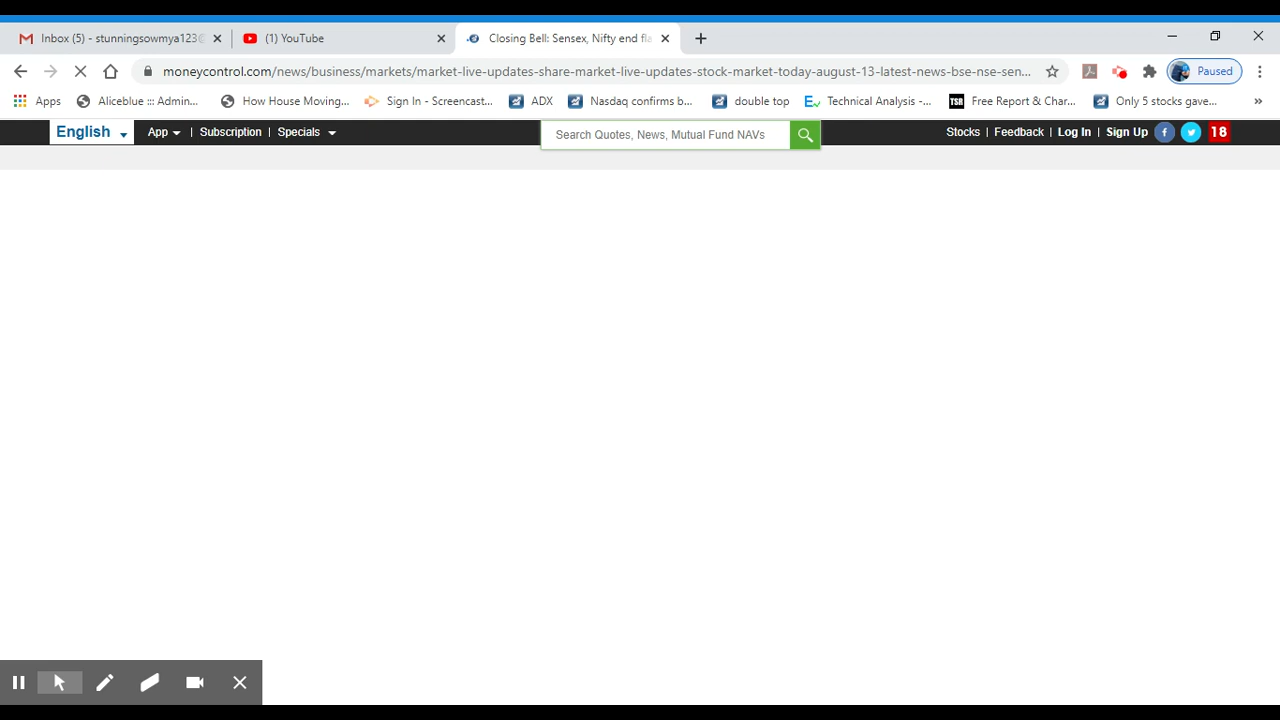 Inbox (5) - stunningsowmya123@
(1) YouTube
Closing Bell: Sensex, Nifty end fla
moneycontrol.com/news/business/markets/market-live-updates-share-market-live-updates-stock-market-today-august-13-latest-news-bse-nse-sen...
Paused
Apps
Aliceblue ::: Admin...
How House Moving...
Sign In - Screencast...
ADX
Nasdaq confirms b...
double top
Technical Analysis -...
TSR
Free Report & Char...
Only 5 stocks gave...
»
English
App | Subscription | Specials
Search Quotes, News, Mutual Fund NAVs
Stocks | Feedback | Log In | Sign Up
18